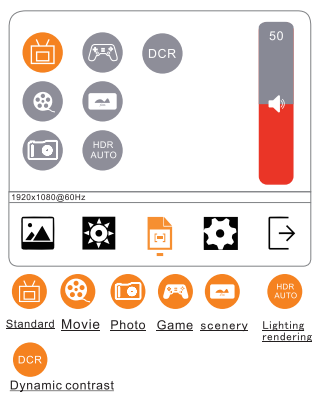 50
DCR
HDR
AUTO
1920x1080@60Hz
HDR
AUTO
Standard Movie Photo Game scenery Lighting
rendering
DCR
Dynamic contrast